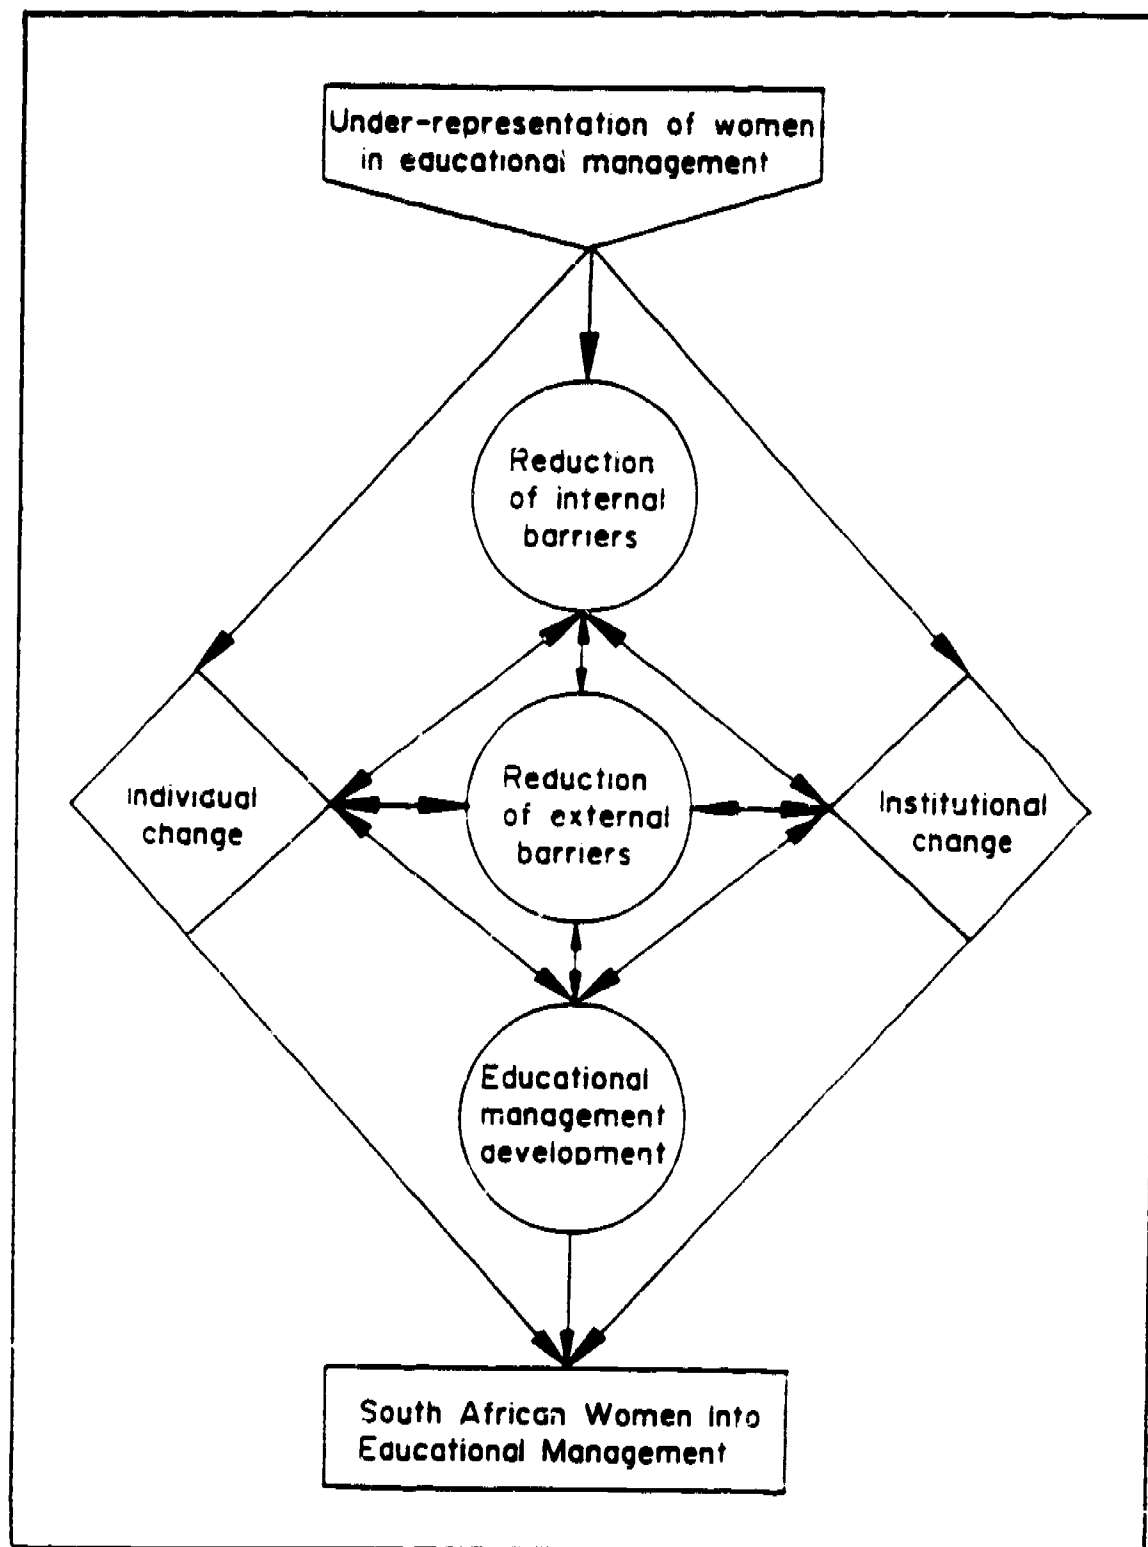 Under-representation of women
in educational management
Reduction
of internal
barriers
Individual
change
Reduction
of external
barriers
Institutional
change
Educational
management
development
South African Women Into
Educational Management